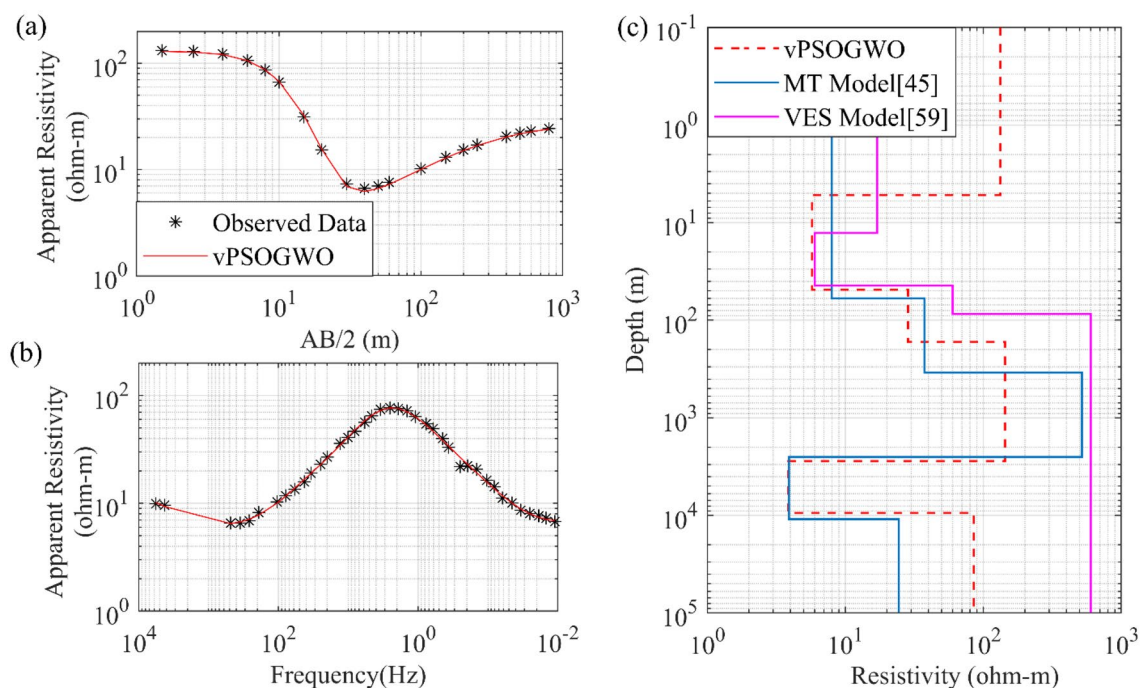 (a)
Apparent Resistivity
(ohm-m)
10^2
10^1
10^0
Observed Data
vPSOGWO
10^0 10^1 10^2 10^3
AB/2 (m)
(b)
Apparent Resistivity
(ohm-m)
10^2
10^1
10^0
10^4 10^2 10^0 10^-2
Frequency(Hz)
(c)
vPSOGWO
MT Model[45]
VES Model[59]
Depth (m)
10^-1
10^0
10^1
10^2
10^3
10^4
10^5
10^0 10^1 10^2 10^3
Resistivity (ohm-m)